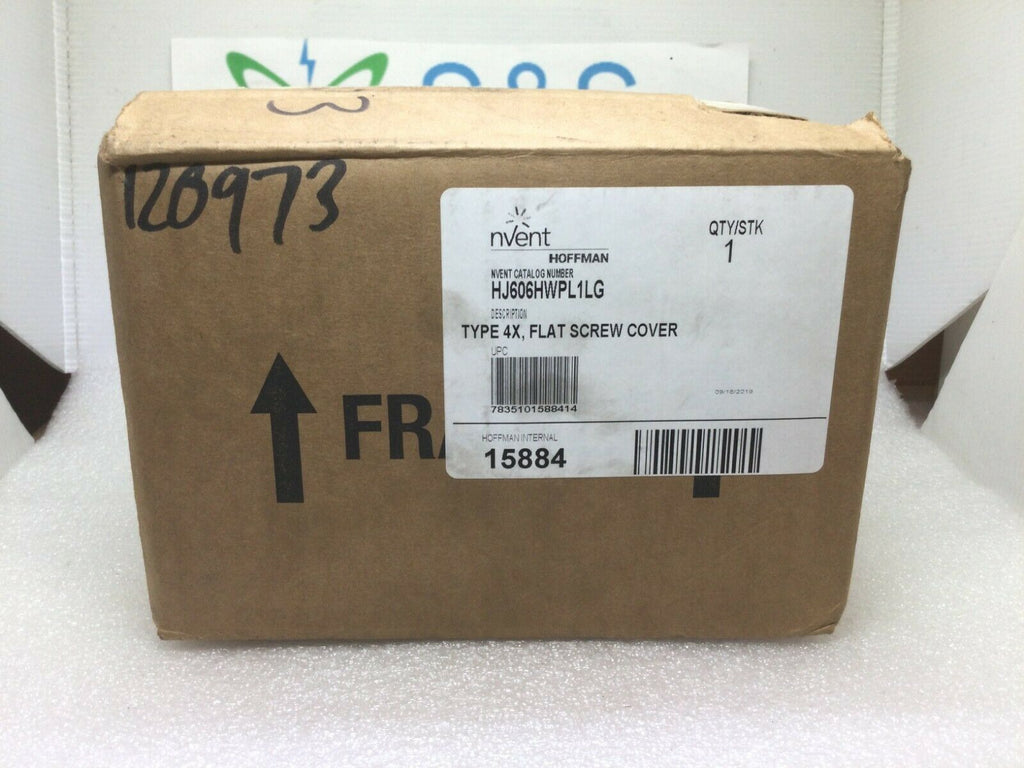 120973
nvent
HOFFMAN
QTY/STK
1
NVENT CATALOG NUMBER
HJ606HWPL1LG
DESCRIPTION
TYPE 4X, FLAT SCREW COVER
UPC
7835101588414
09/18/2019
FRA
HOFFMAN INTERNAL
15884